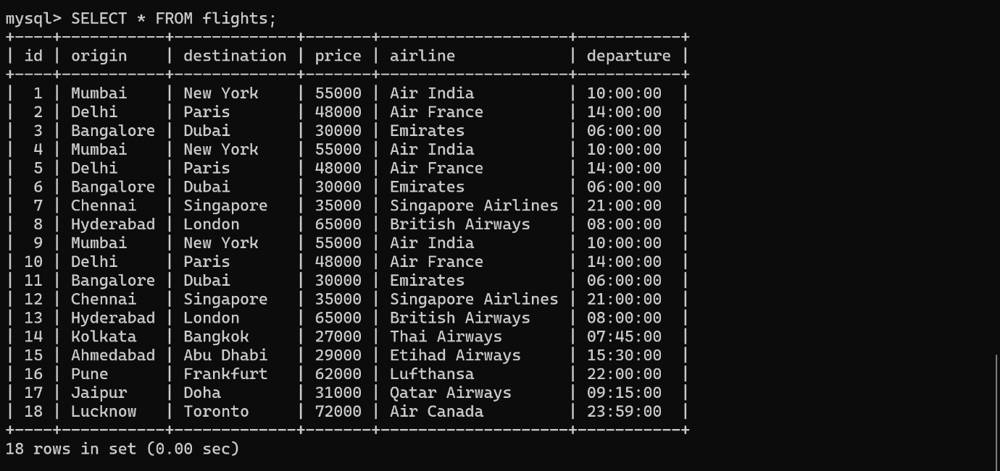 mysql> SELECT * FROM flights;
+----+-----------+-------------+-------+--------------------+-----------+
| id | origin    | destination | price | airline            | departure |
+----+-----------+-------------+-------+--------------------+-----------+
|  1 | Mumbai    | New York    | 55000 | Air India          | 10:00:00  |
|  2 | Delhi     | Paris       | 48000 | Air France         | 14:00:00  |
|  3 | Bangalore | Dubai       | 30000 | Emirates           | 06:00:00  |
|  4 | Mumbai    | New York    | 55000 | Air India          | 10:00:00  |
|  5 | Delhi     | Paris       | 48000 | Air France         | 14:00:00  |
|  6 | Bangalore | Dubai       | 30000 | Emirates           | 06:00:00  |
|  7 | Chennai   | Singapore   | 35000 | Singapore Airlines | 21:00:00  |
|  8 | Hyderabad | London      | 65000 | British Airways    | 08:00:00  |
|  9 | Mumbai    | New York    | 55000 | Air India          | 10:00:00  |
| 10 | Delhi     | Paris       | 48000 | Air France         | 14:00:00  |
| 11 | Bangalore | Dubai       | 30000 | Emirates           | 06:00:00  |
| 12 | Chennai   | Singapore   | 35000 | Singapore Airlines | 21:00:00  |
| 13 | Hyderabad | London      | 65000 | British Airways    | 08:00:00  |
| 14 | Kolkata   | Bangkok     | 27000 | Thai Airways       | 07:45:00  |
| 15 | Ahmedabad | Abu Dhabi   | 29000 | Etihad Airways     | 15:30:00  |
| 16 | Pune      | Frankfurt   | 62000 | Lufthansa          | 22:00:00  |
| 17 | Jaipur    | Doha        | 31000 | Qatar Airways      | 09:15:00  |
| 18 | Lucknow   | Toronto     | 72000 | Air Canada         | 23:59:00  |
+----+-----------+-------------+-------+--------------------+-----------+
18 rows in set (0.00 sec)